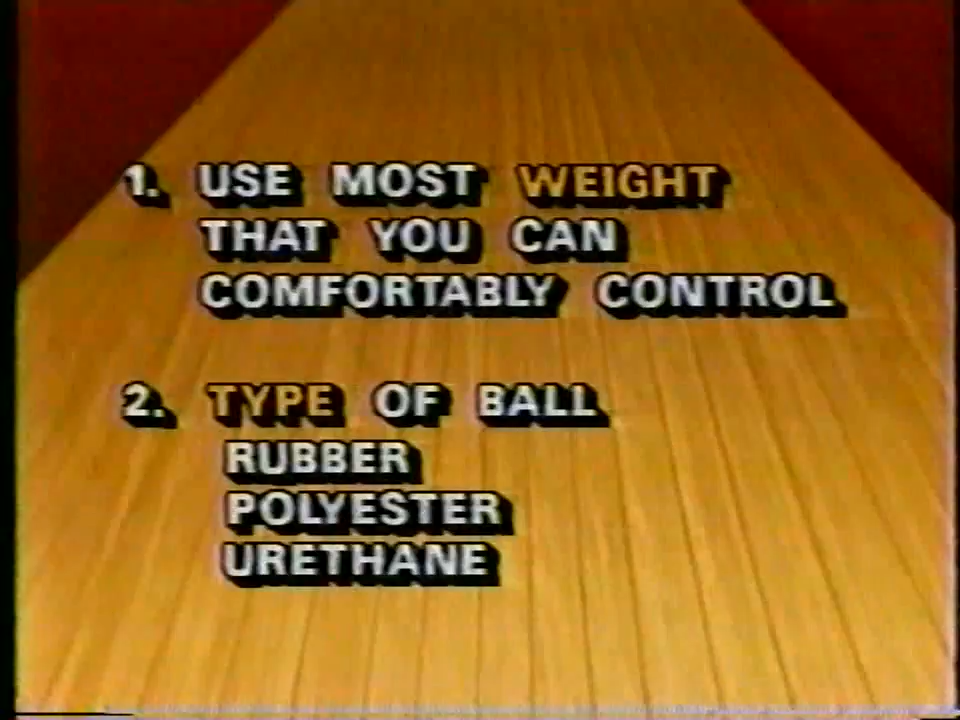 1. USE MOST WEIGHT
THAT YOU CAN
COMFORTABLY CONTROL
2. TYPE OF BALL
RUBBER
POLYESTER
URETHANE